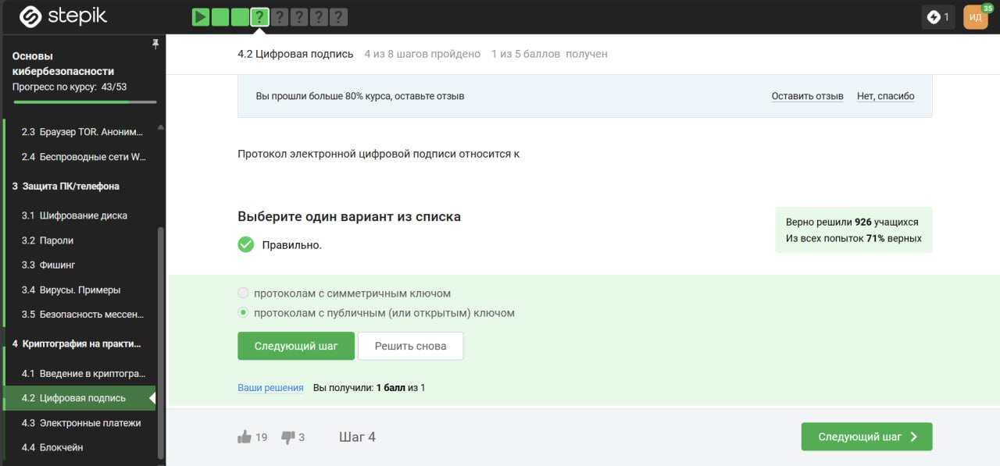 stepik
? ? ? ? ?
1
ИД
35
Основы
кибербезопасности
Прогресс по курсу: 43/53
2.3 Браузер TOR. Аноним...
2.4 Беспроводные сети W...
3 Защита ПК/телефона
3.1 Шифрование диска
3.2 Пароли
3.3 Фишинг
3.4 Вирусы. Примеры
3.5 Безопасность мессен...
4 Криптография на практи...
4.1 Введение в криптогра...
4.2 Цифровая подпись
4.3 Электронные платежи
4.4 Блокчейн
4.2 Цифровая подпись 4 из 8 шагов пройдено 1 из 5 баллов получен
Вы прошли больше 80% курса, оставьте отзыв Оставить отзыв Нет, спасибо
Протокол электронной цифровой подписи относится к
Выберите один вариант из списка
Правильно.
Верно решили 926 учащихся
Из всех попыток 71% верных
протоколам с симметричным ключом
протоколам с публичным (или открытым) ключом
Следующий шаг Решить снова
Ваши решения Вы получили: 1 балл из 1
19 3 Шаг 4 Следующий шаг